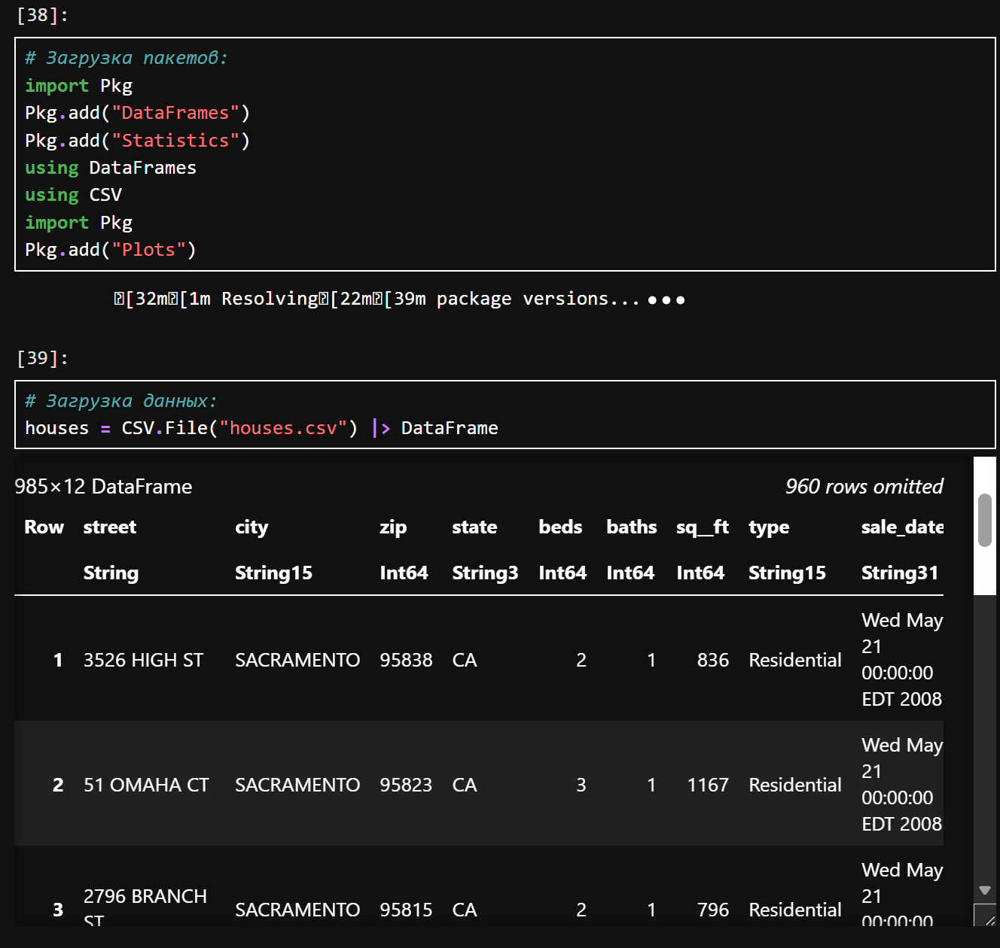 [38]:
# Загрузка пакетов:
import Pkg
Pkg.add("DataFrames")
Pkg.add("Statistics")
using DataFrames
using CSV
import Pkg
Pkg.add("Plots")
[32m[1m Resolving[22m[39m package versions... •••
[39]:
# Загрузка данных:
houses = CSV.File("houses.csv") |> DataFrame
985×12 DataFrame 960 rows omitted
Row street city zip state beds baths sq__ft type sale_date
String String15 Int64 String3 Int64 Int64 Int64 String15 String31
1 3526 HIGH ST SACRAMENTO 95838 CA 2 1 836 Residential Wed May 21 00:00:00 EDT 2008
2 51 OMAHA CT SACRAMENTO 95823 CA 3 1 1167 Residential Wed May 21 00:00:00 EDT 2008
3 2796 BRANCH ST SACRAMENTO 95815 CA 2 1 796 Residential Wed May 21 00:00:00